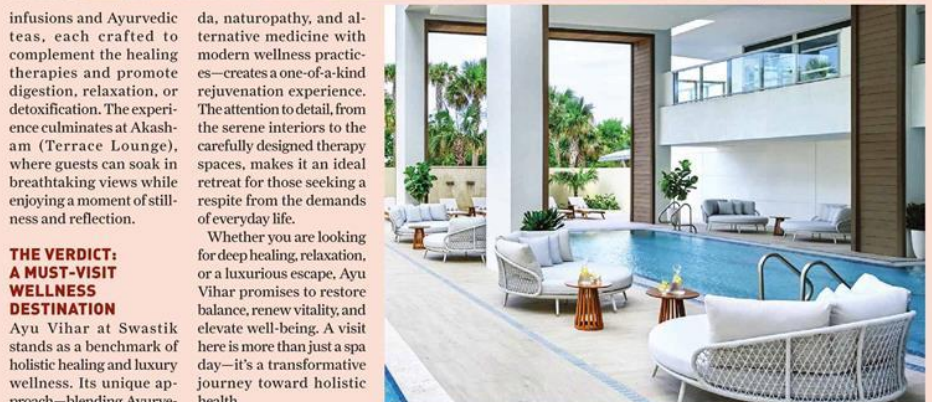 infusions and Ayurvedic
teas, each crafted to
complement the healing
therapies and promote
digestion, relaxation, or
detoxification. The experi-
ence culminates at Akash-
am (Terrace Lounge),
where guests can soak in
breathtaking views while
enjoying a moment of still-
ness and reflection.
THE VERDICT:
A MUST-VISIT
WELLNESS
DESTINATION
Ayu Vihar at Swastik
stands as a benchmark of
holistic healing and luxury
wellness. Its unique ap-
proach—blending Ayurve-
da, naturopathy, and al-
ternative medicine with
modern wellness practic-
es—creates a one-of-a-kind
rejuvenation experience.
The attention to detail, from
the serene interiors to the
carefully designed therapy
spaces, makes it an ideal
retreat for those seeking a
respite from the demands
of everyday life.
Whether you are looking
for deep healing, relaxation,
or a luxurious escape, Ayu
Vihar promises to restore
balance, renew vitality, and
elevate well-being. A visit
here is more than just a spa
day—it's a transformative
journey toward holistic
health.